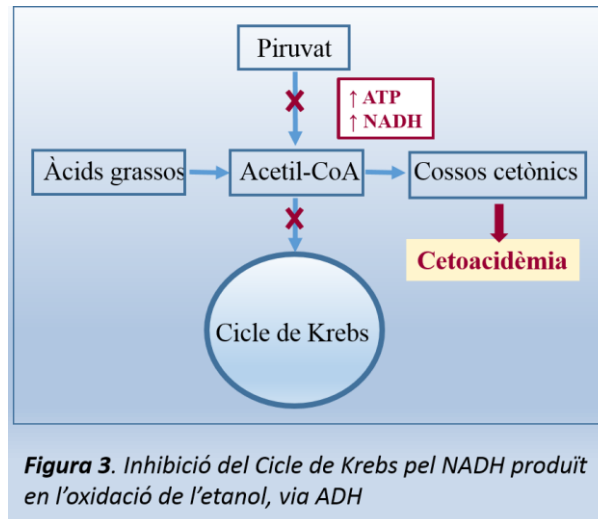 Piruvat
↑ ATP
↑ NADH
Àcids grassos
Acetil-CoA
Cossos cetònics
Cetoacidèmia
Cicle de Krebs
Figura 3. Inhibició del Cicle de Krebs pel NADH produït
en l'oxidació de l'etanol, via ADH